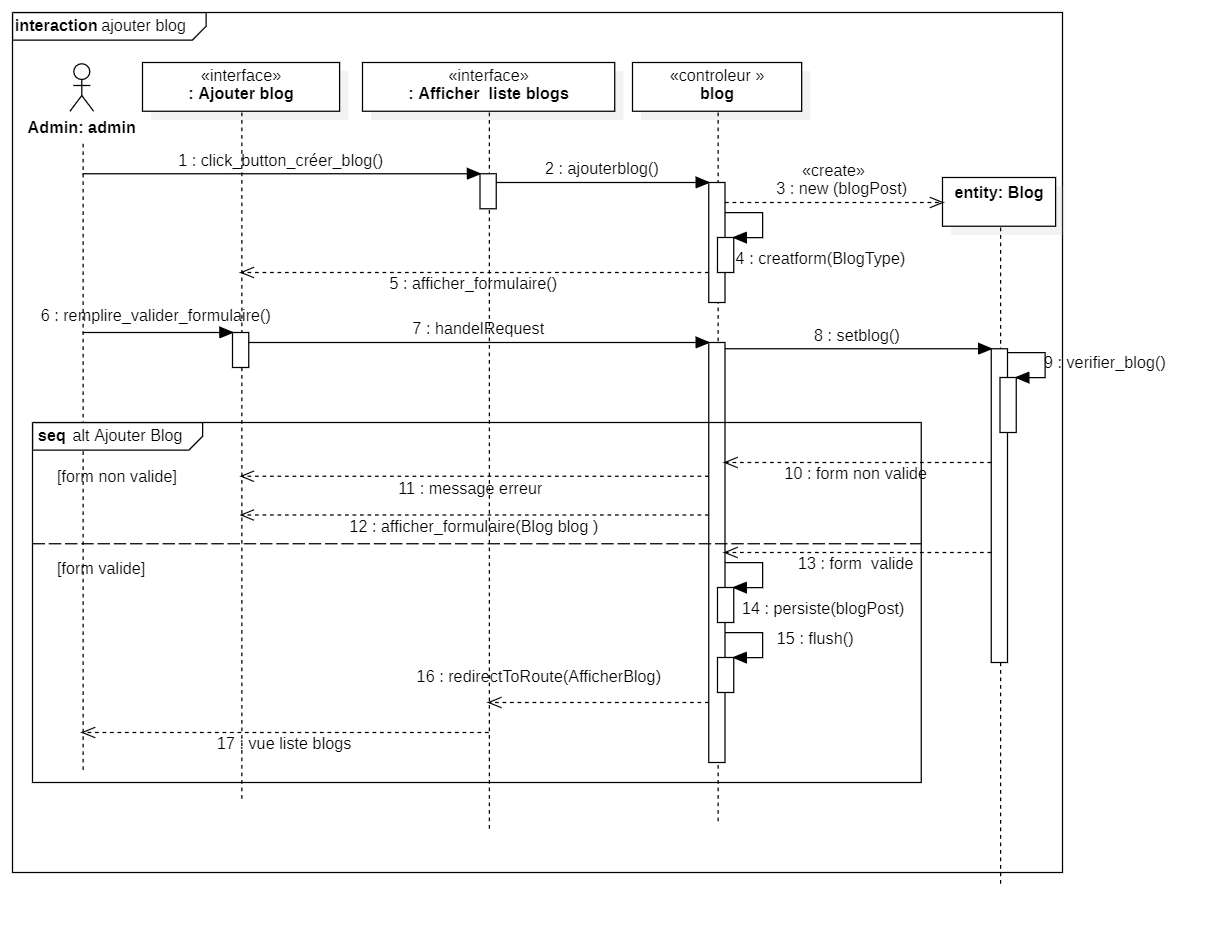 interaction ajouter blog
«interface»
: Ajouter blog
«interface»
: Afficher  liste blogs
«controleur »
blog
Admin: admin
1 : click_button_créer_blog()
2 : ajouterblog()
«create»
3 : new (blogPost)
entity: Blog
4 : creatform(BlogType)
5 : afficher_formulaire()
6 : remplire_valider_formulaire()
7 : handelRequest
8 : setblog()
9 : verifier_blog()
seq alt Ajouter Blog
[form non valide]
10 : form non valide
11 : message erreur
12 : afficher_formulaire(Blog blog )
[form valide]
13 : form  valide
14 : persiste(blogPost)
15 : flush()
16 : redirectToRoute(AfficherBlog)
17 : vue liste blogs